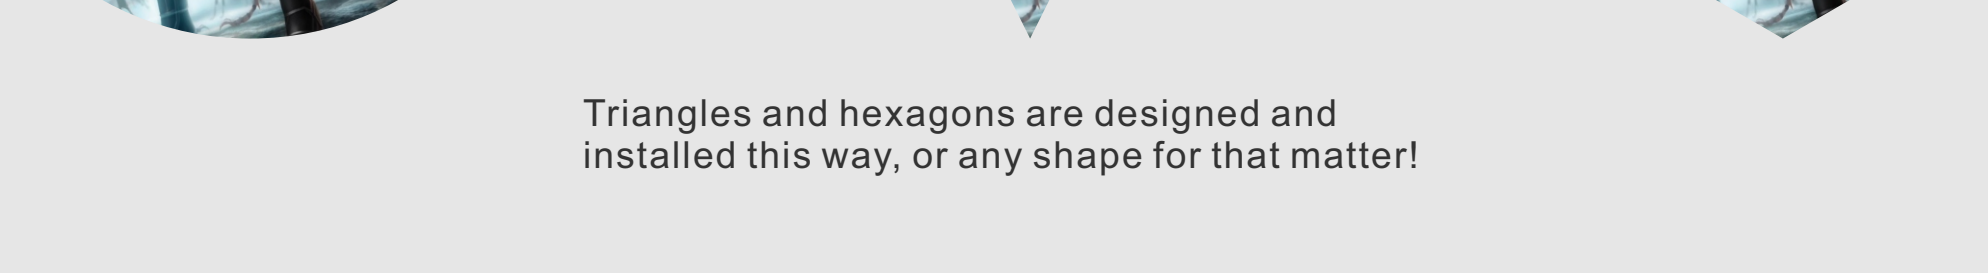 Triangles and hexagons are designed and
installed this way, or any shape for that matter!